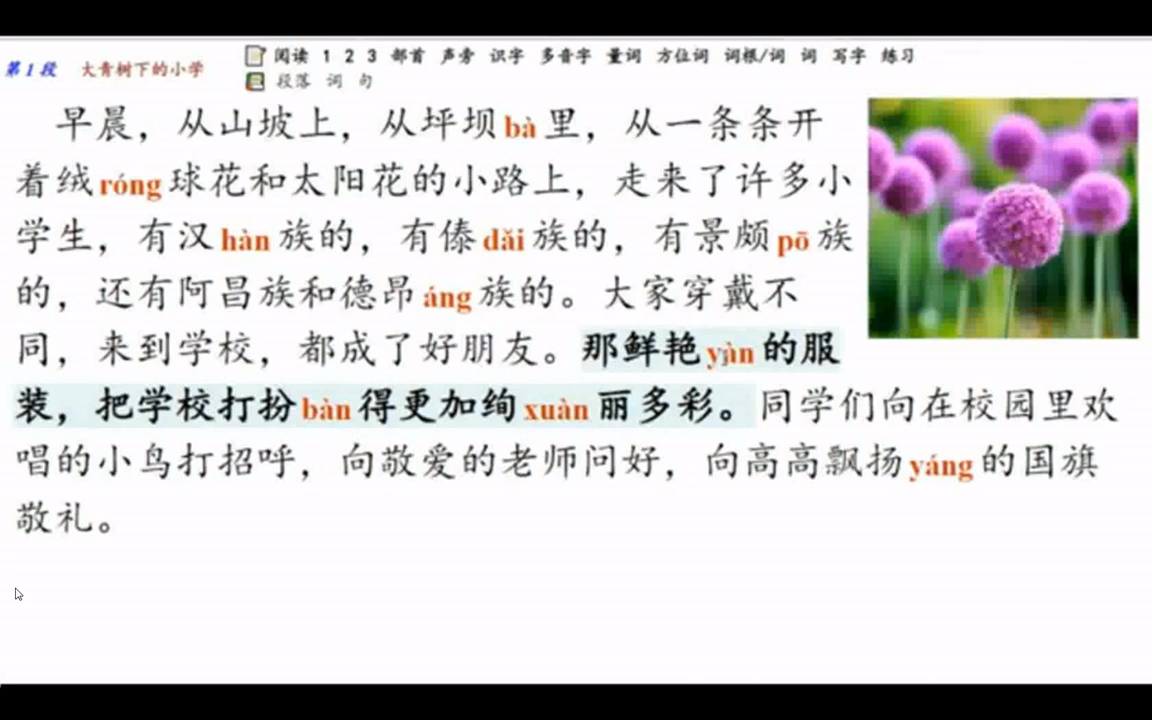 第1段 大青树下的小学 阅读 1 2 3 部首 声旁 识字 多音字 量词 方位词 词根/词 词 写字 练习
段落 词 句
早晨，从山坡上，从坪坝bà里，从一条条开
着绒róng球花和太阳花的小路上，走来了许多小
学生，有汉hàn族的，有傣dǎi族的，有景颇pō族
的，还有阿昌族和德昂áng族的。大家穿戴不
同，来到学校，都成了好朋友。那鲜艳yàn的服
装，把学校打扮bàn得更加绚xuàn丽多彩。同学们向在校园里欢
唱的小鸟打招呼，向敬爱的老师问好，向高高飘扬yáng的国旗
敬礼。